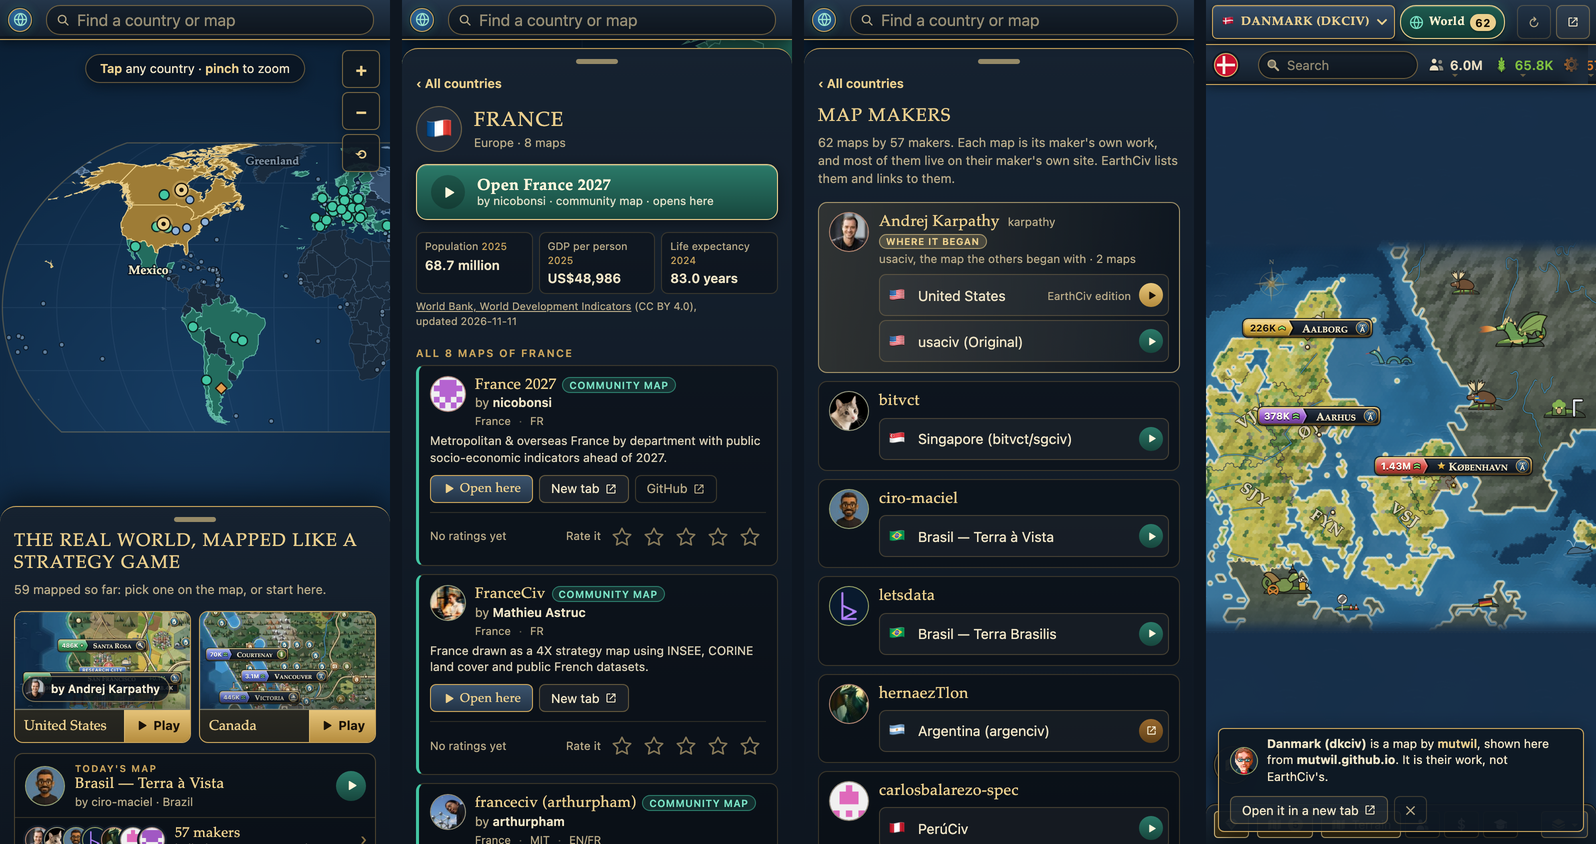 Find a country or map
Tap any country · pinch to zoom
+
−
Greenland
Mexico
THE REAL WORLD, MAPPED LIKE A
STRATEGY GAME
59 mapped so far: pick one on the map, or start here.
486K
SANTA ROSA
RESEARCH CITY
by Andrej Karpathy
United States
Play
70K
COURTENAY
3.1M
VANCOUVER
445K
VICTORIA
Canada
Play
TODAY'S MAP
Brasil — Terra à Vista
by ciro-maciel · Brazil
57 makers
Find a country or map
‹ All countries
FRANCE
Europe · 8 maps
Open France 2027
by nicobonsi · community map · opens here
Population 2025
68.7 million
GDP per person
2025
US$48,986
Life expectancy
2024
83.0 years
World Bank, World Development Indicators (CC BY 4.0),
updated 2026-11-11
ALL 8 MAPS OF FRANCE
France 2027 COMMUNITY MAP
by nicobonsi
France · FR
Metropolitan & overseas France by department with public
socio-economic indicators ahead of 2027.
Open here
New tab
GitHub
No ratings yet
Rate it
FranceCiv COMMUNITY MAP
by Mathieu Astruc
France · FR
France drawn as a 4X strategy map using INSEE, CORINE
land cover and public French datasets.
Open here
New tab
No ratings yet
Rate it
franceciv (arthurpham) COMMUNITY MAP
by arthurpham
France · MIT · EN/FR
Find a country or map
‹ All countries
MAP MAKERS
62 maps by 57 makers. Each map is its maker's own work,
and most of them live on their maker's own site. EarthCiv lists
them and links to them.
Andrej Karpathy karpathy
WHERE IT BEGAN
usaciv, the map the others began with · 2 maps
United States EarthCiv edition
usaciv (Original)
bitvct
Singapore (bitvct/sgciv)
ciro-maciel
Brasil — Terra à Vista
letsdata
Brasil — Terra Brasilis
hernaezTlon
Argentina (argenciv)
carlosbalarezo-spec
PerúCiv
DANMARK (DKCIV)
World 62
Search
6.0M
65.8K
N
226K AALBORG
378K AARHUS
1.43M ★ KØBENHAVN
SJY
FYN
VSJ
Danmark (dkciv) is a map by mutwil, shown here
from mutwil.github.io. It is their work, not
EarthCiv's.
Open it in a new tab